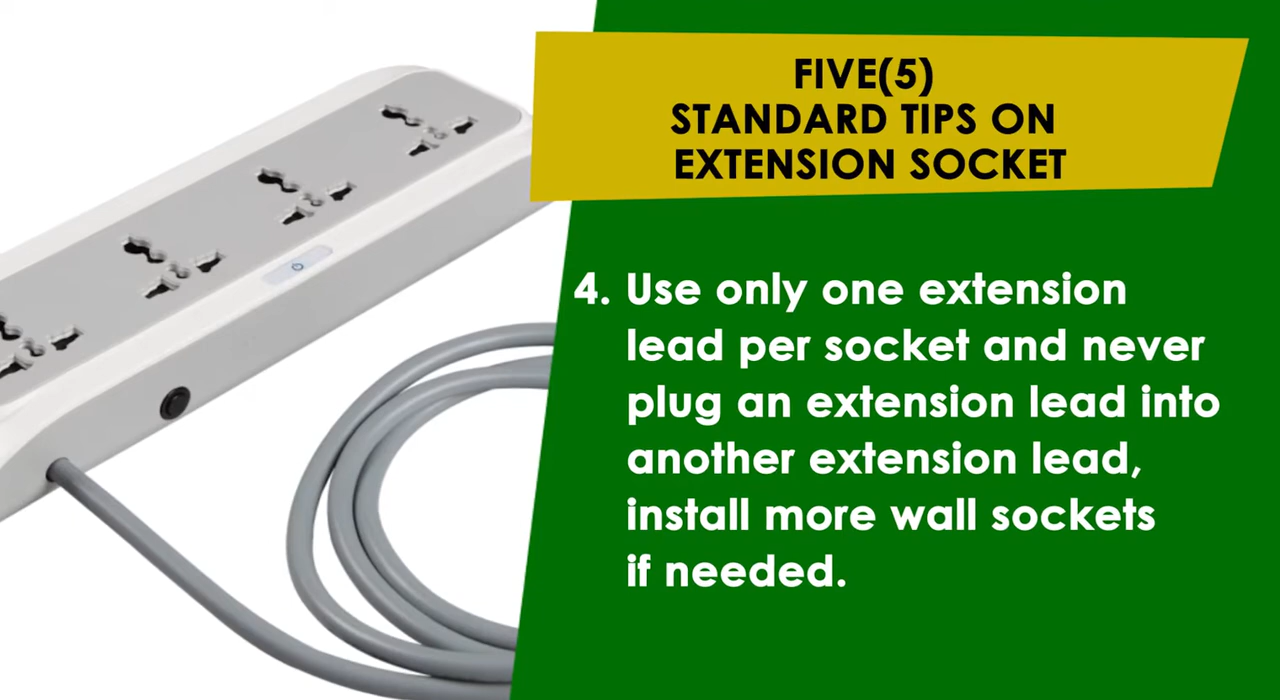 FIVE(5)
STANDARD TIPS ON
EXTENSION SOCKET
4. Use only one extension
lead per socket and never
plug an extension lead into
another extension lead,
install more wall sockets
if needed.